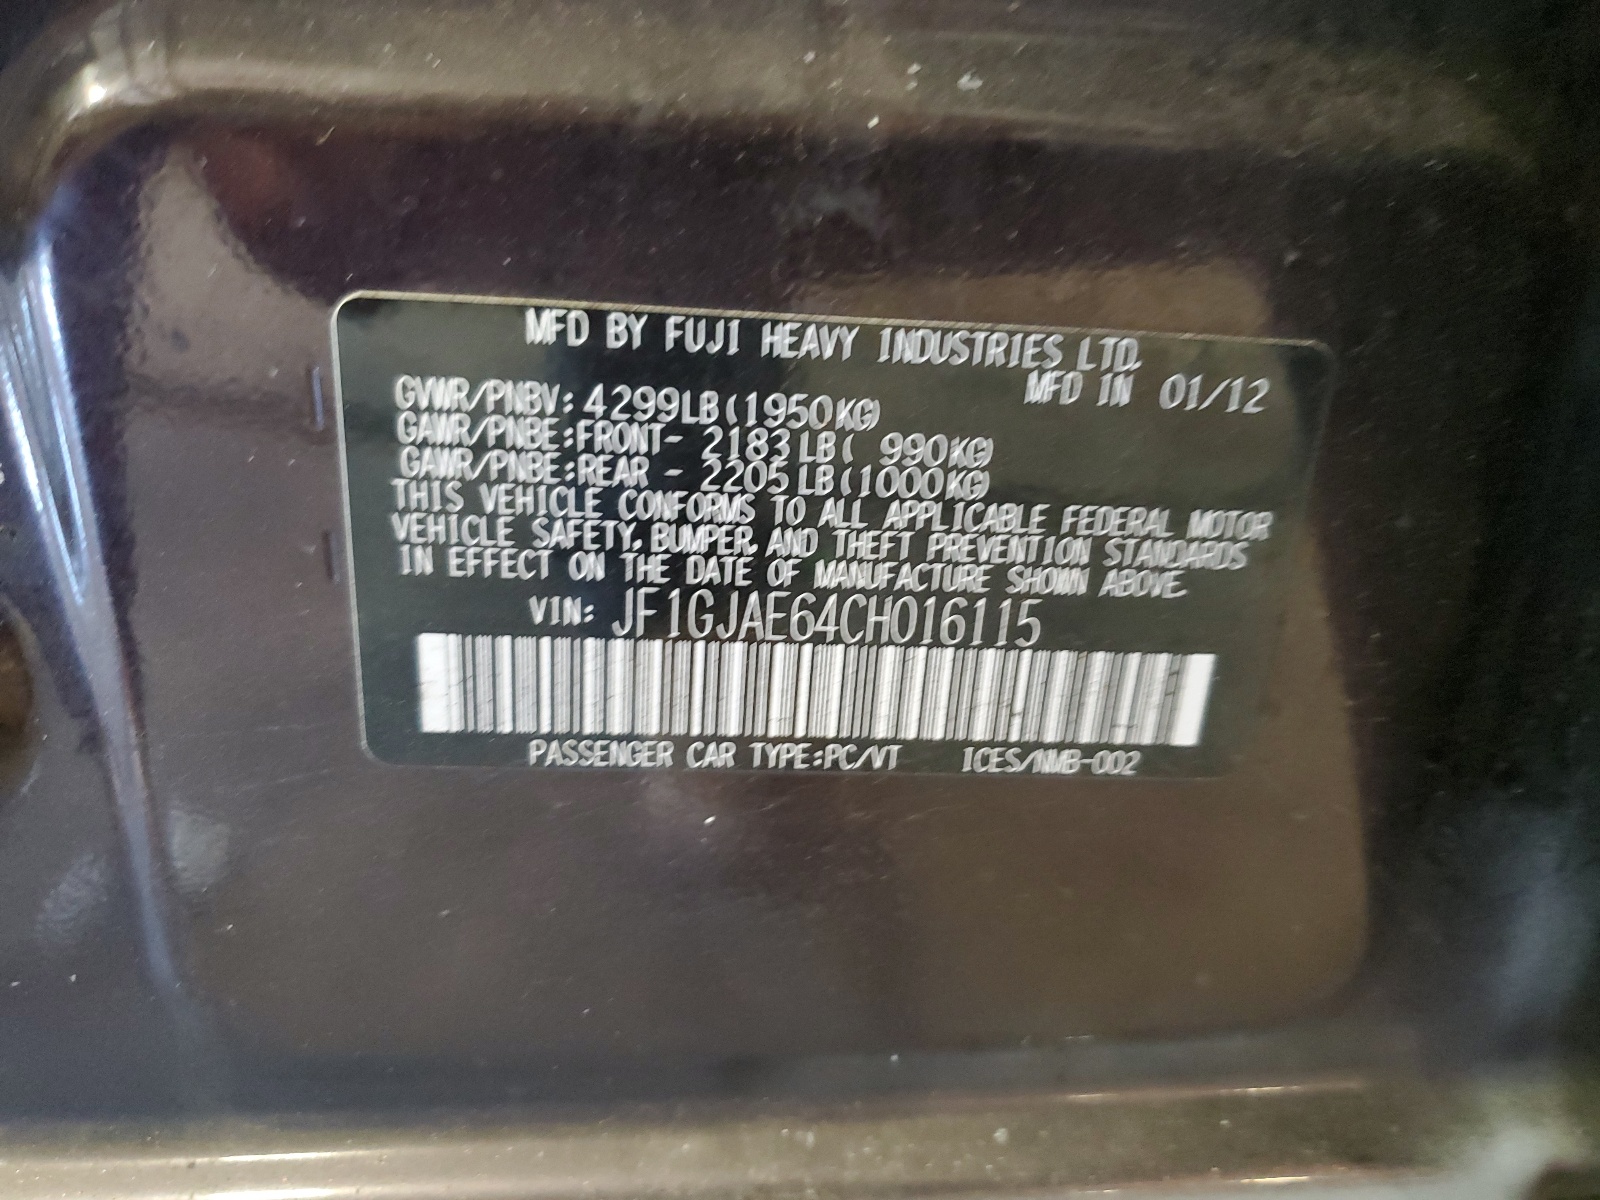 MFD BY FUJI HEAVY INDUSTRIES LTD.
MFD IN 01/12
GVWR/PNBV: 4299LB(1950KG)
GAWR/PNBE:FRONT- 2183LB( 990KG)
GAWR/PNBE:REAR - 2205LB(1000KG)
THIS VEHICLE CONFORMS TO ALL APPLICABLE FEDERAL MOTOR
VEHICLE SAFETY, BUMPER, AND THEFT PREVENTION STANDARDS
IN EFFECT ON THE DATE OF MANUFACTURE SHOWN ABOVE.
VIN: JF1GJAE64CH016115
PASSENGER CAR TYPE:PC/VT ICES/NMB-002